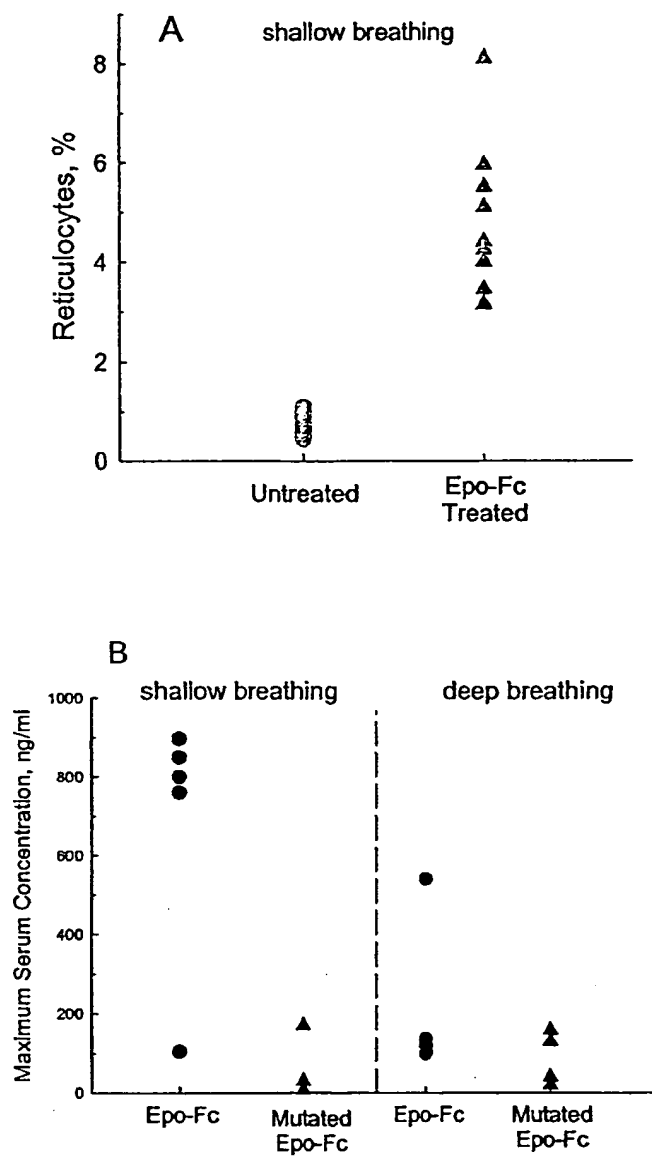 A
shallow breathing
Reticulocytes, %
8
6
4
2
0
Untreated
Epo-Fc
Treated
B
shallow breathing
deep breathing
Maximum Serum Concentration, ng/ml
1000
800
600
400
200
0
Epo-Fc
Mutated
Epo-Fc
Epo-Fc
Mutated
Epo-Fc